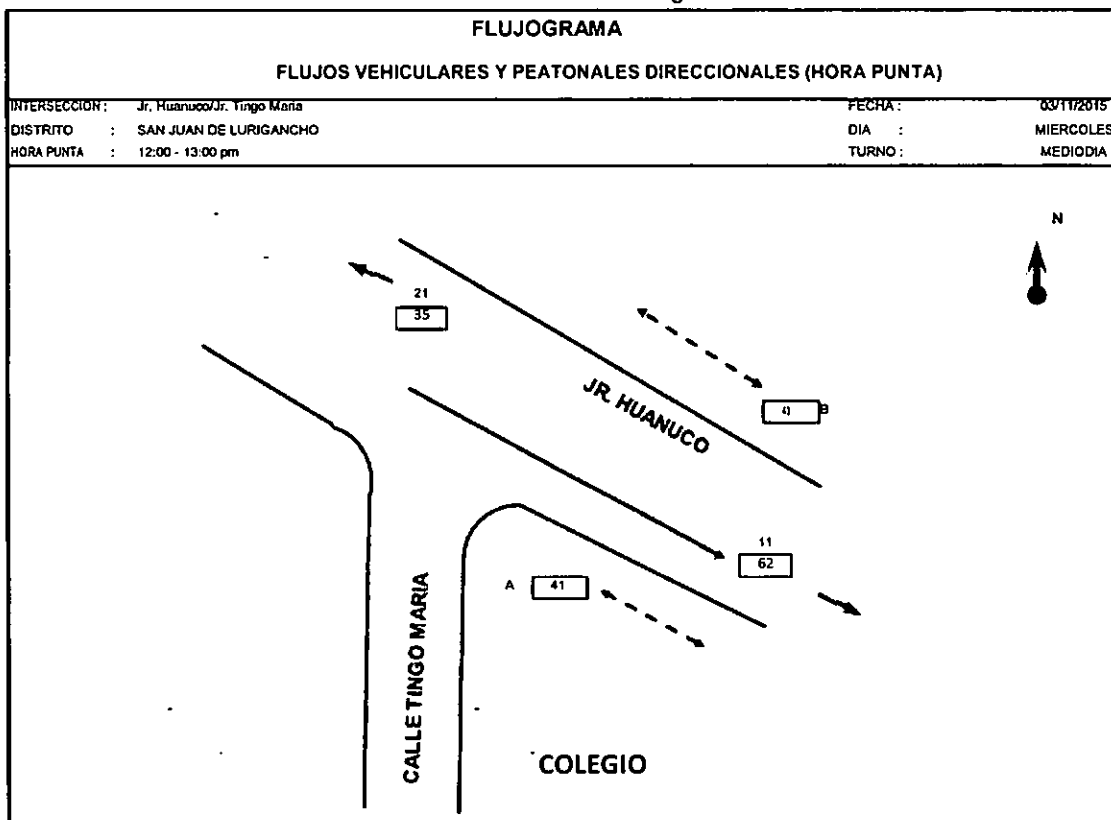 FLUJOGRAMA
FLUJOS VEHICULARES Y PEATONALES DIRECCIONALES (HORA PUNTA)
INTERSECCION: Jr. Huanuco/Jr. Tingo Maria FECHA: 03/11/2015
DISTRITO : SAN JUAN DE LURIGANCHO DIA : MIERCOLES
HORA PUNTA : 12:00 - 13:00 pm TURNO: MEDIODIA
N
21
35
JR. HUANUCO
B
11
62
A 41
CALLE TINGO MARIA
COLEGIO